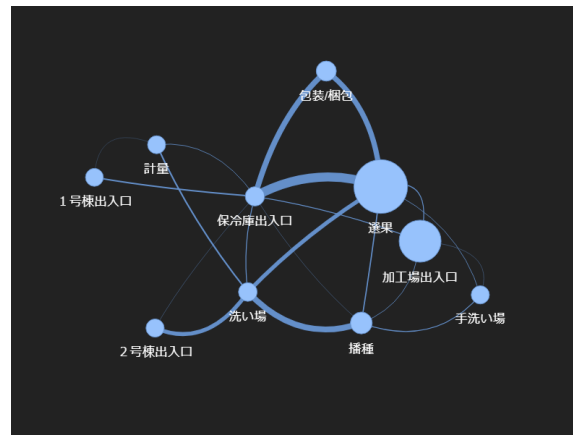 包装/梱包
計量
１号棟出入口
保冷庫出入口
選果
加工場出入口
洗い場
手洗い場
播種
２号棟出入口